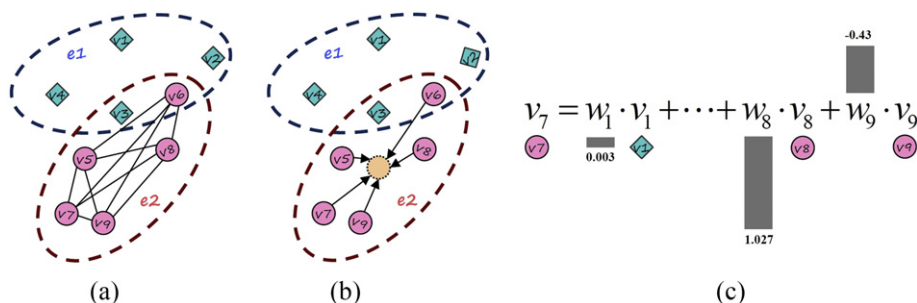 e1
v1
v2
v4
v3
v6
v5
v8
v7
v9
e2
(a)
e1
v1
v2
v4
v3
v6
v5
v8
v7
v9
e2
(b)
-0.43
v₇ = w₁ · v₁ + ··· + w₈ · v₈ + w₉ · v₉
v7 v1 v8 v9
0.003
1.027
(c)